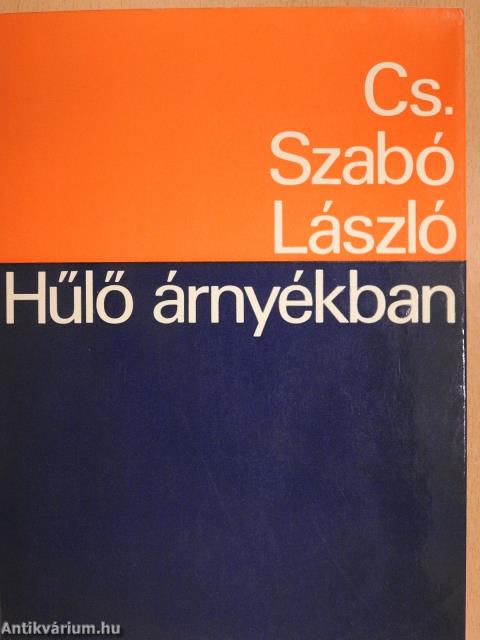 Cs.
Szabó
László
Hűlő árnyékban
Antikvárium.hu